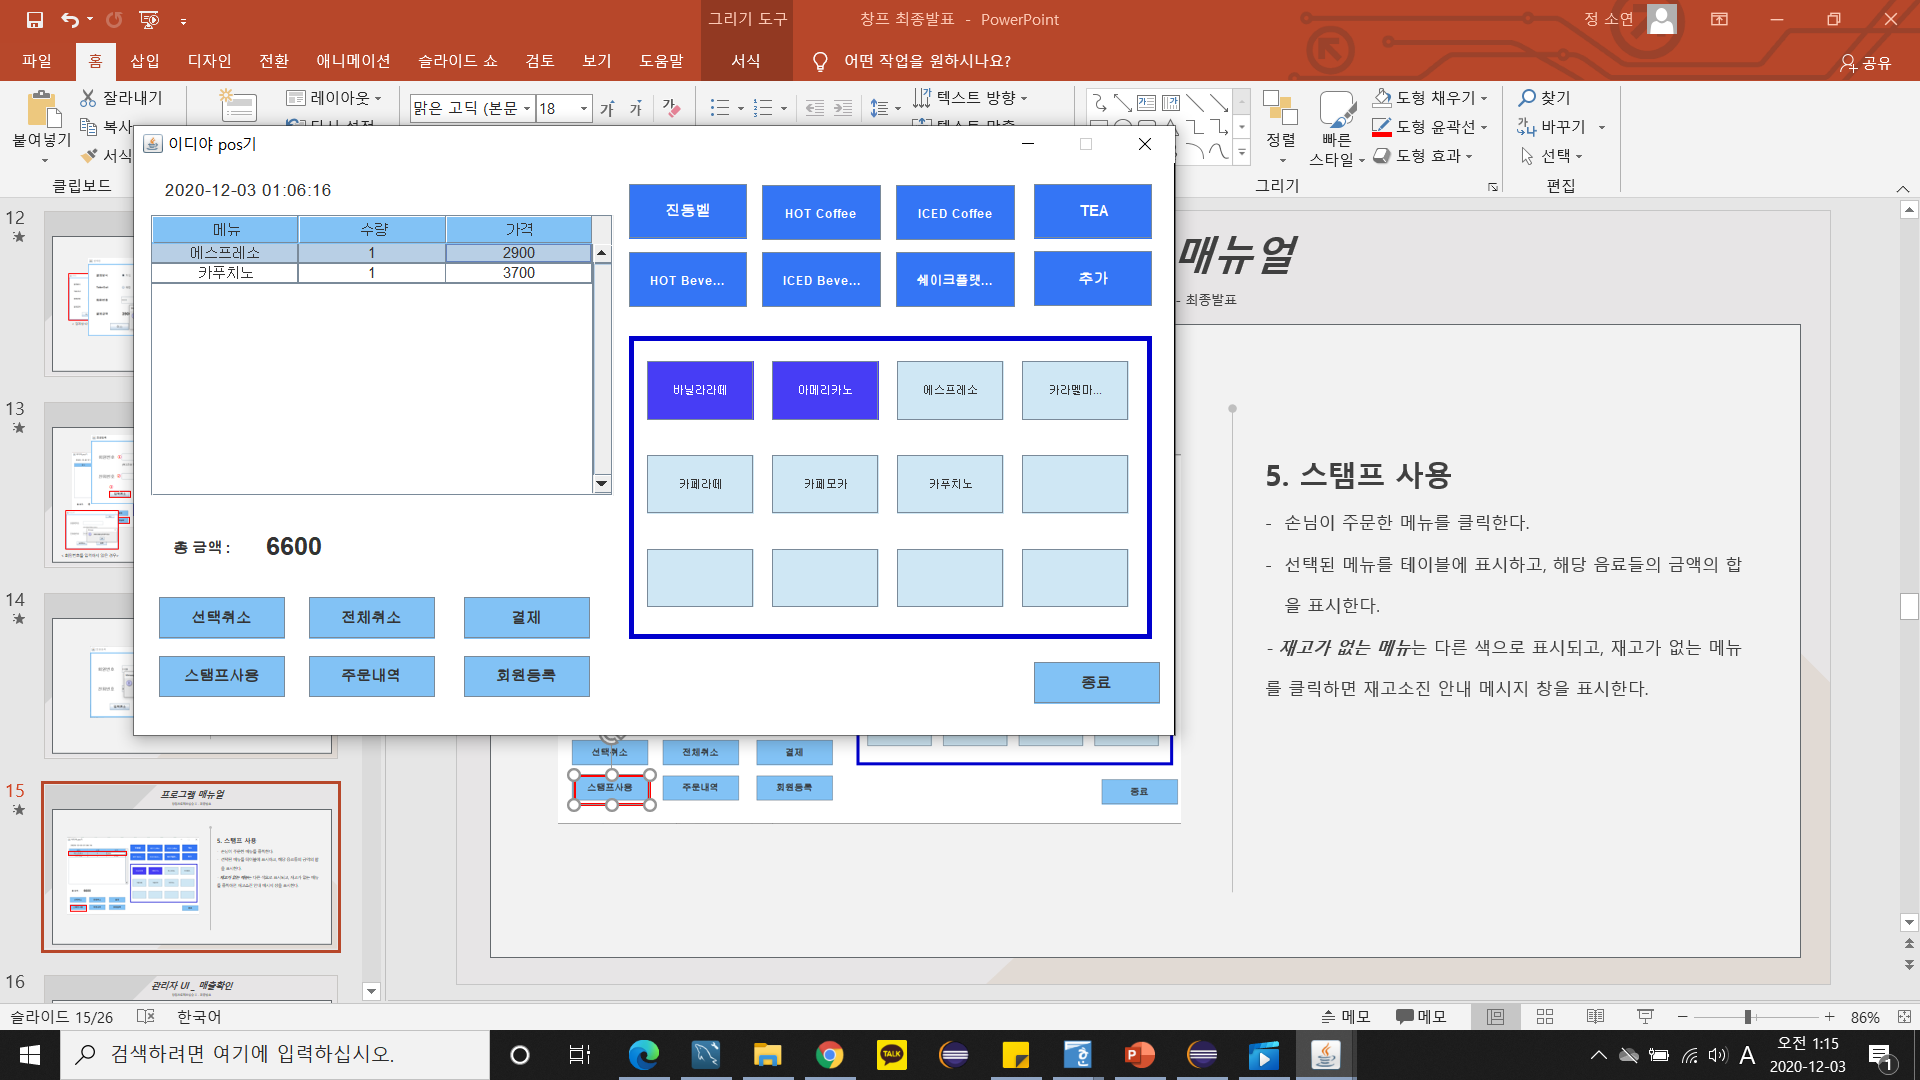 그리기 도구
창프 최종발표 - PowerPoint
정 소연
파일
홈
삽입
디자인
전환
애니메이션
슬라이드 쇼
검토
보기
도움말
서식
어떤 작업을 원하시나요?
공유
붙여넣기
잘라내기
복사
서식
클립보드
레이아웃
맑은 고딕 (본문
18
텍스트 방향
정렬
빠른
스타일
도형 채우기
도형 윤곽선
도형 효과
그리기
찾기
바꾸기
선택
편집
이디야 pos기
2020-12-03 01:06:16
메뉴 수량 가격
에스프레소 1 2900
카푸치노 1 3700
총 금액 : 6600
선택취소 전체취소 결제
스탬프사용 주문내역 회원등록
진동벨 HOT Coffee ICED Coffee TEA
HOT Beve... ICED Beve... 쉐이크플랫... 추가
바닐라라떼 아메리카노 에스프레소 카라멜마...
카페라떼 카페모카 카푸치노
종료
매뉴얼
- 최종발표
5. 스탬프 사용
- 손님이 주문한 메뉴를 클릭한다.
- 선택된 메뉴를 테이블에 표시하고, 해당 음료들의 금액의 합
을 표시한다.
- 재고가 없는 메뉴는 다른 색으로 표시되고, 재고가 없는 메뉴
를 클릭하면 재고소진 안내 메시지 창을 표시한다.
선택취소 전체취소 결제
스탬프사용 주문내역 회원등록
종료
12
13
14
15
프로그램 매뉴얼
5. 스탬프 사용
16
관리자 UI _ 매출확인
슬라이드 15/26
한국어
메모
메모
86%
검색하려면 여기에 입력하십시오.
TALK
A
오전 1:15
2020-12-03
1